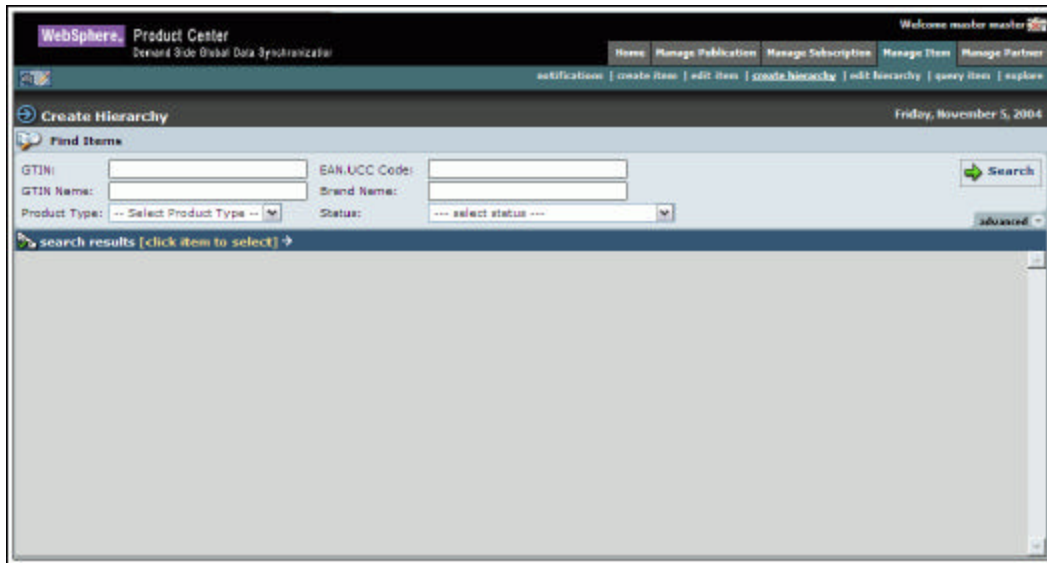 Welcome master master
WebSphere. Product Center
Demand Side Global Data Synchronization
Home Manage Publication Manage Subscription Manage Item Manage Partner
notifications | create item | edit item | create hierarchy | edit hierarchy | query item | explore
Create Hierarchy Friday, November 5, 2004
Find Items
GTIN: EAN.UCC Code: Search
GTIN Name: Brand Name:
Product Type: -- Select Product Type -- Status: --- select status ---
advanced
search results [click item to select]